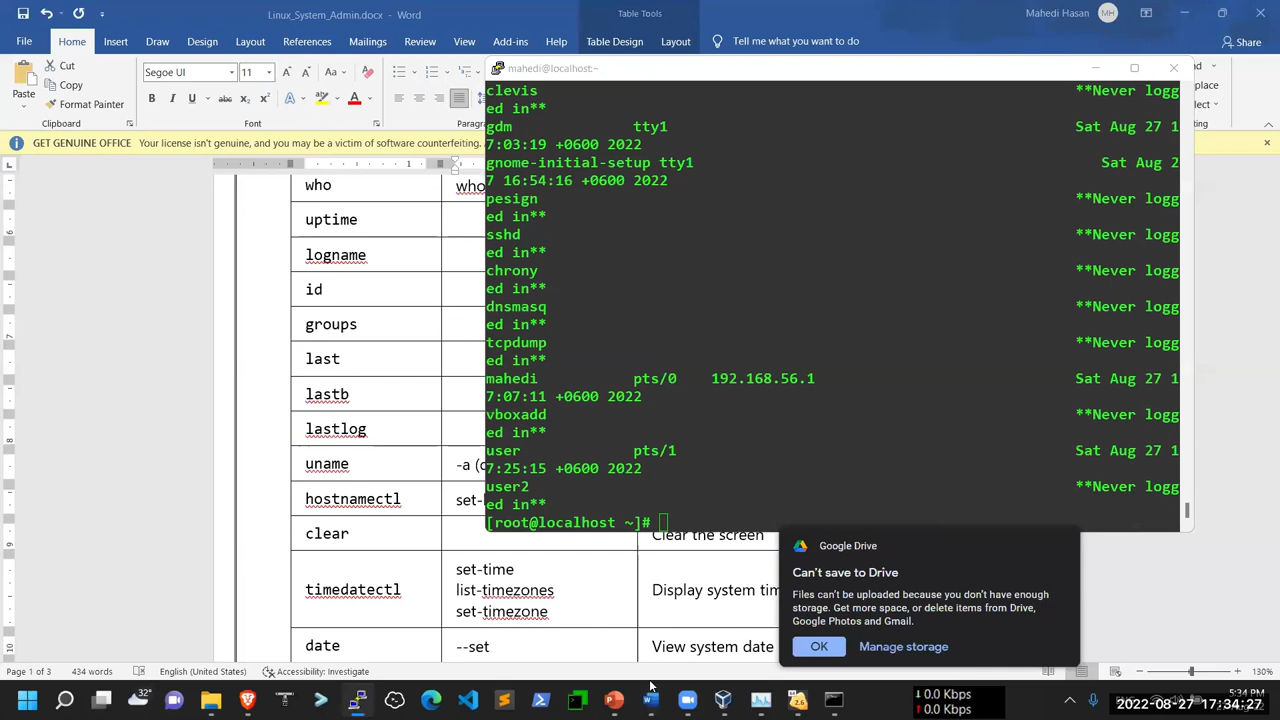 Linux_System_Admin.docx - Word
Table Tools
Mahedi Hasan MH
File Home Insert Draw Design Layout References Mailings Review View Add-ins Help Table Design Layout Tell me what you want to do Share
Paste
Cut
Copy
Format Painter
Clipboard
Segoe UI 11
Font
mahedi@localhost:~
GET GENUINE OFFICE Your license isn't genuine, and you may be a victim of software counterfeiting.
who
uptime
logname
id
groups
last
lastb
lastlog
uname
hostnamectl
clear Clear the screen
timedatectl
set-time
list-timezones
set-timezone
date --set View system date
clevis **Never logg
ed in**
gdm tty1 Sat Aug 27 1
7:03:19 +0600 2022
gnome-initial-setup tty1 Sat Aug 2
7 16:54:16 +0600 2022
pesign **Never logg
ed in**
sshd **Never logg
ed in**
chrony **Never logg
ed in**
dnsmasq **Never logg
ed in**
tcpdump **Never logg
ed in**
mahedi pts/0 192.168.56.1 Sat Aug 27 1
7:07:11 +0600 2022
vboxadd **Never logg
ed in**
user pts/1 Sat Aug 27 1
7:25:15 +0600 2022
user2 **Never logg
ed in**
[root@localhost ~]#
Google Drive
Can't save to Drive
Files can't be uploaded because you don't have enough
storage. Get more space, or delete items from Drive,
Google Photos and Gmail.
OK Manage storage
Page 1 of 3 434 words English (United States) Accessibility: Investigate 130%
32°
0.0 Kbps
0.0 Kbps
5:34 PM
2022-08-27 17:34:27